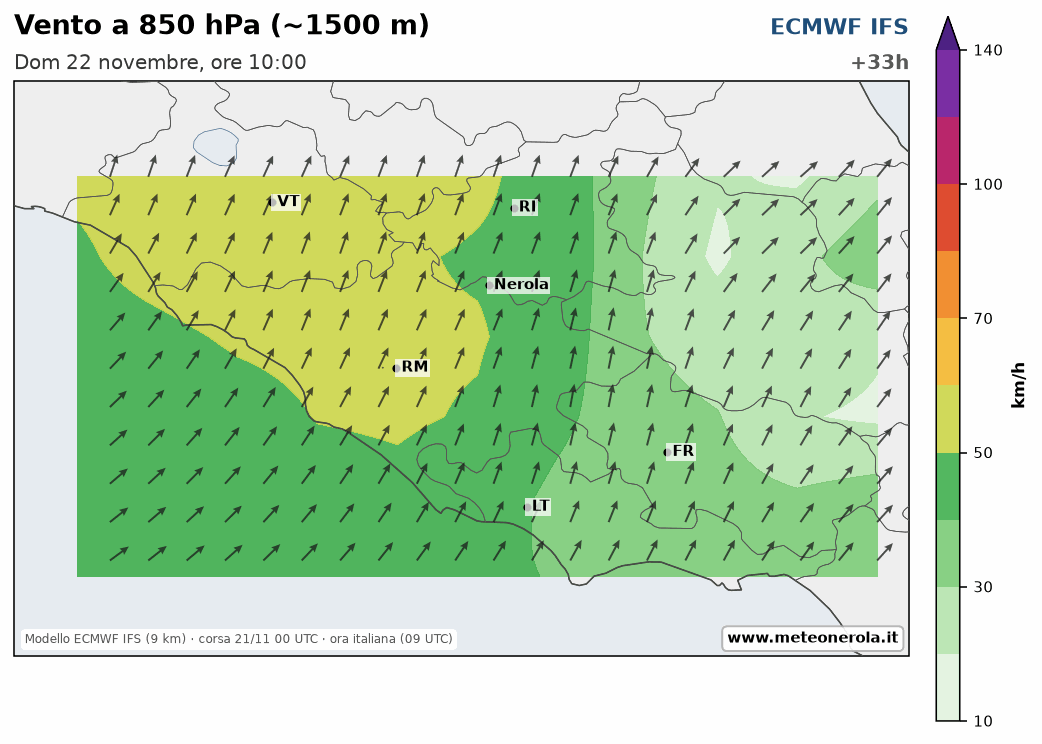 Vento a 850 hPa (~1500 m)
ECMWF IFS
Dom 22 novembre, ore 10:00
+33h
VT
RI
Nerola
RM
FR
LT
140
100
70
50
30
10
km/h
Modello ECMWF IFS (9 km) · corsa 21/11 00 UTC · ora italiana (09 UTC)
www.meteonerola.it